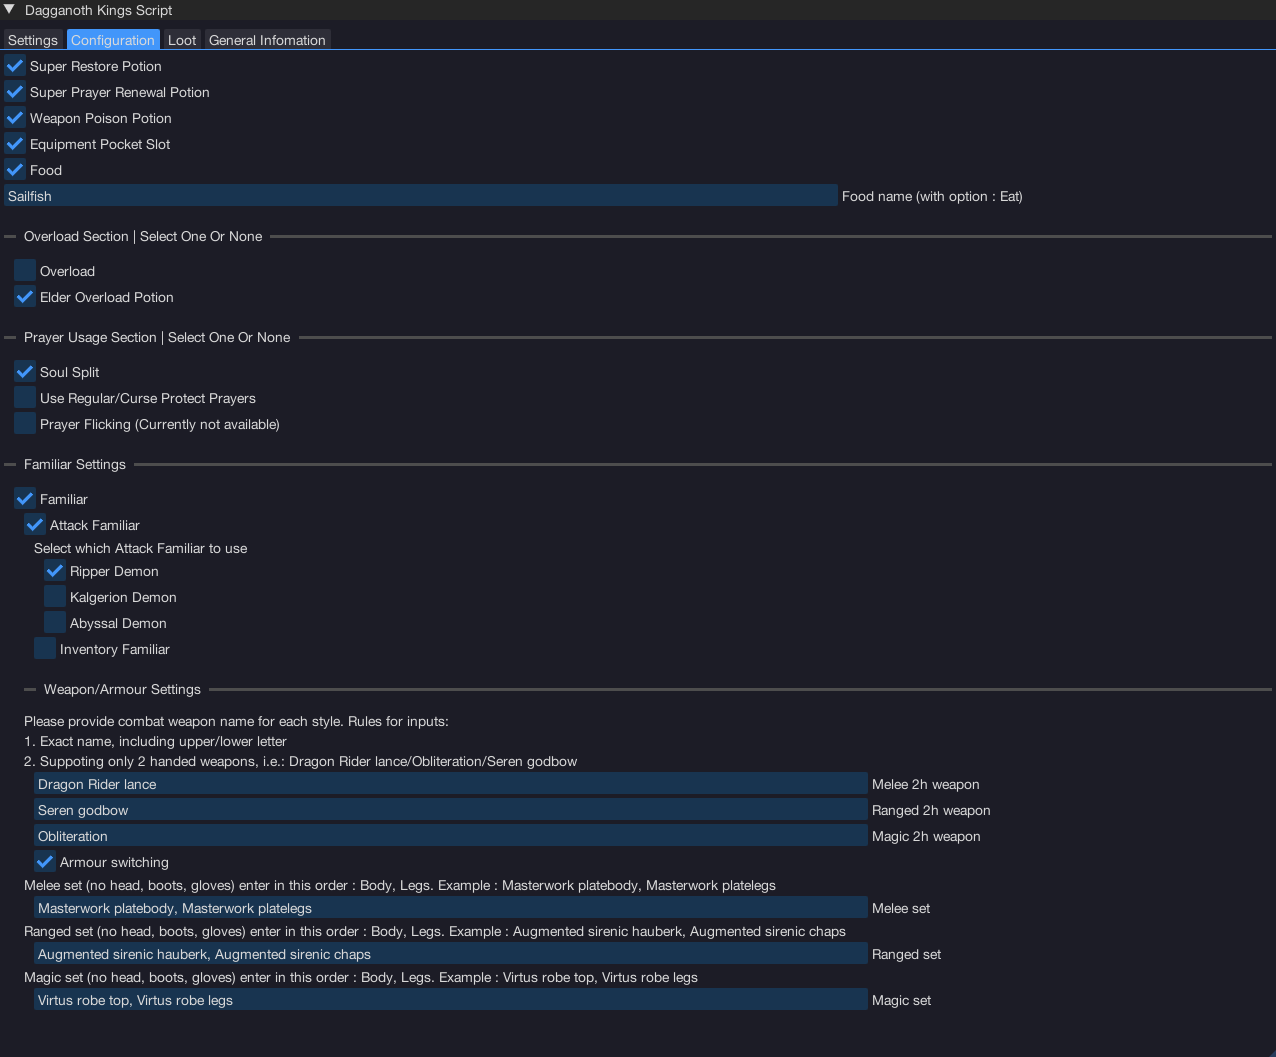 Dagganoth Kings Script
Settings Configuration Loot General Infomation
Super Restore Potion
Super Prayer Renewal Potion
Weapon Poison Potion
Equipment Pocket Slot
Food
Sailfish Food name (with option : Eat)
Overload Section | Select One Or None
Overload
Elder Overload Potion
Prayer Usage Section | Select One Or None
Soul Split
Use Regular/Curse Protect Prayers
Prayer Flicking (Currently not available)
Familiar Settings
Familiar
Attack Familiar
Select which Attack Familiar to use
Ripper Demon
Kalgerion Demon
Abyssal Demon
Inventory Familiar
Weapon/Armour Settings
Please provide combat weapon name for each style. Rules for inputs:
1. Exact name, including upper/lower letter
2. Suppoting only 2 handed weapons, i.e.: Dragon Rider lance/Obliteration/Seren godbow
Dragon Rider lance Melee 2h weapon
Seren godbow Ranged 2h weapon
Obliteration Magic 2h weapon
Armour switching
Melee set (no head, boots, gloves) enter in this order : Body, Legs. Example : Masterwork platebody, Masterwork platelegs
Masterwork platebody, Masterwork platelegs Melee set
Ranged set (no head, boots, gloves) enter in this order : Body, Legs. Example : Augmented sirenic hauberk, Augmented sirenic chaps
Augmented sirenic hauberk, Augmented sirenic chaps Ranged set
Magic set (no head, boots, gloves) enter in this order : Body, Legs. Example : Virtus robe top, Virtus robe legs
Virtus robe top, Virtus robe legs Magic set